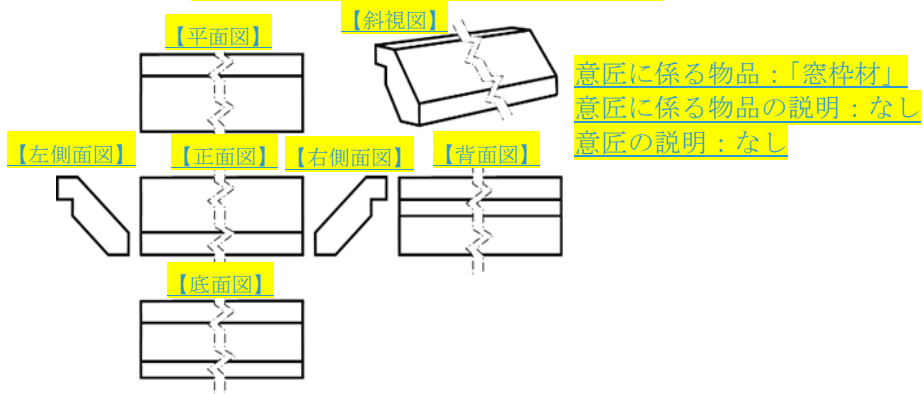 【平面図】
【斜視図】
意匠に係る物品：「窓枠材」
意匠に係る物品の説明：なし
意匠の説明：なし
【左側面図】
【正面図】
【右側面図】
【背面図】
【底面図】